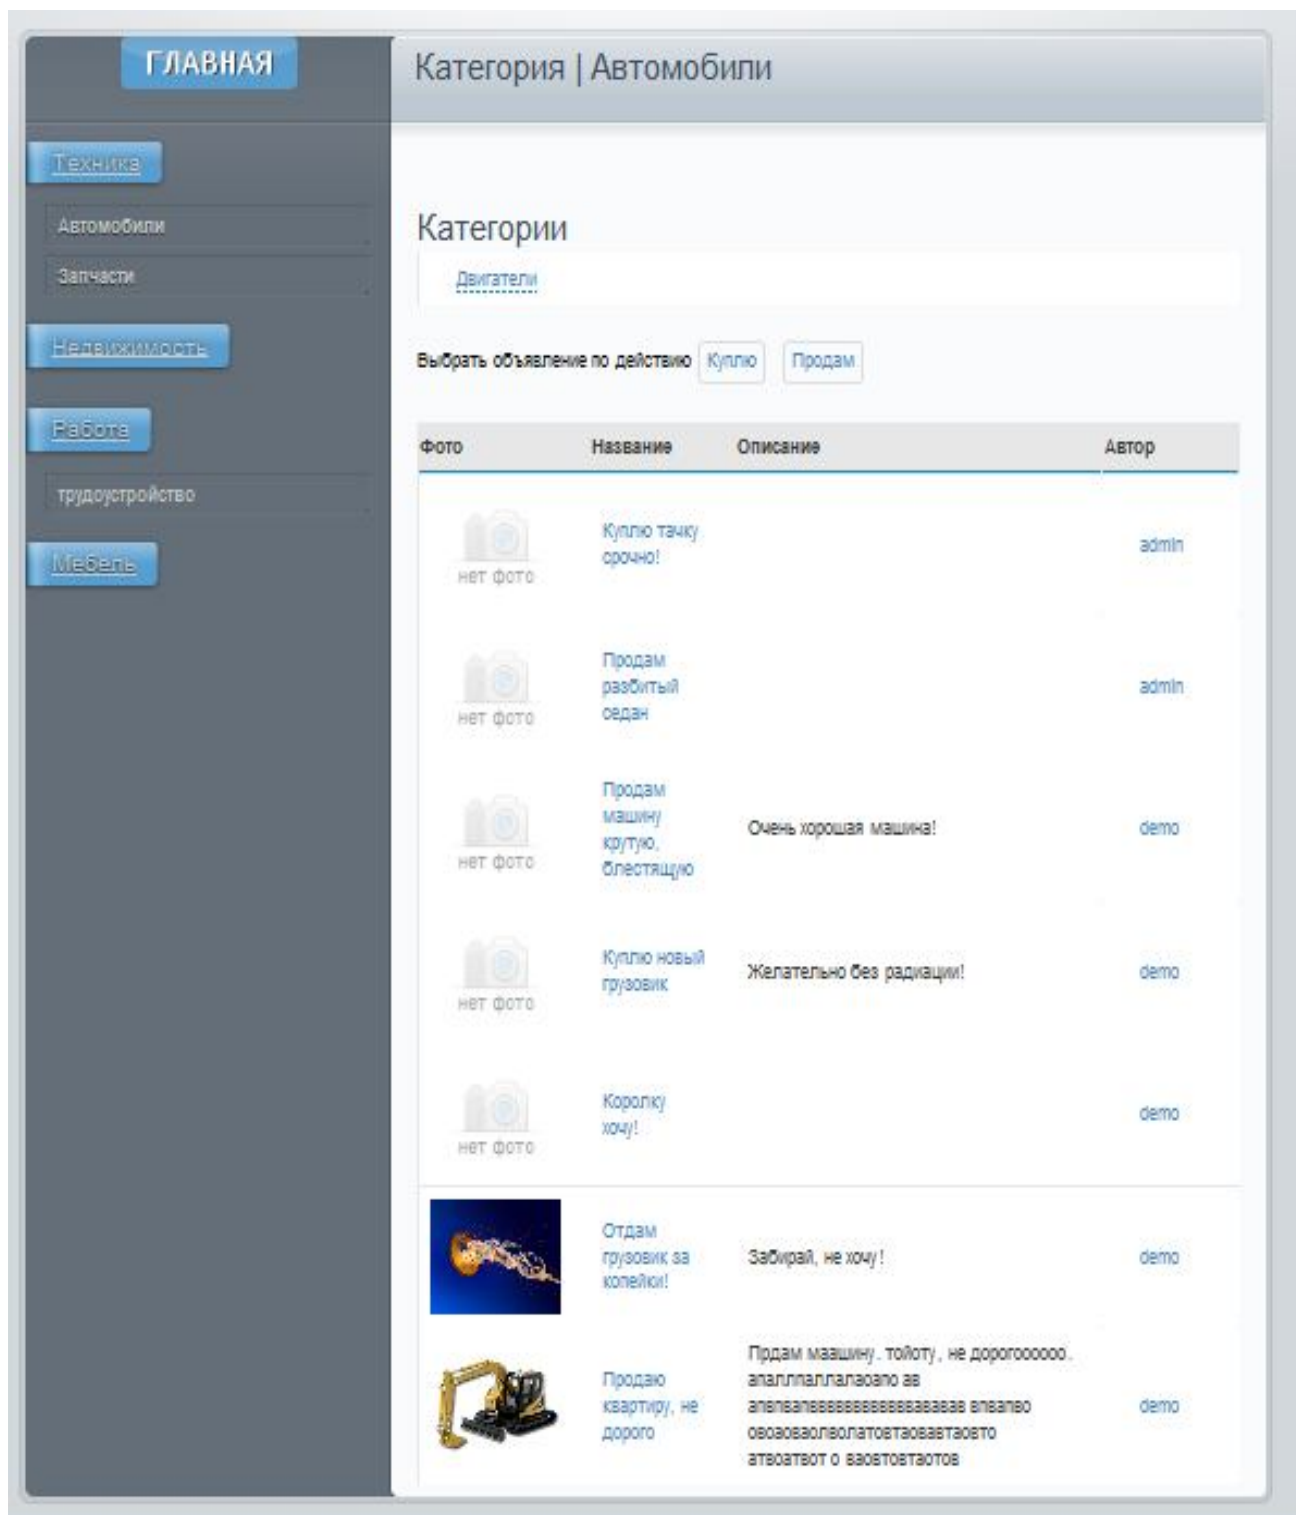 ГЛАВНАЯ
Категория | Автомобили
Техника
Автомобили
Запчасти
Недвижимость
Работа
трудоустройство
Мебель
Категории
Двигатели
Выбрать объявление по действию Куплю Продам
Фото Название Описание Автор
нет фото
Куплю тачку
срочно!
admin
нет фото
Продам
разбитый
седан
admin
нет фото
Продам
машину
крутую,
блестящую
Очень хорошая машина!
demo
нет фото
Куплю новый
грузовик
Желательно без радиации!
demo
нет фото
Королку
хочу!
demo
Отдам
грузовик за
копейки!
Забирай, не хочу!
demo
Продаю
квартиру, не
дорого
Прдам маашину. тойоту, не дорогоооооо.
demo